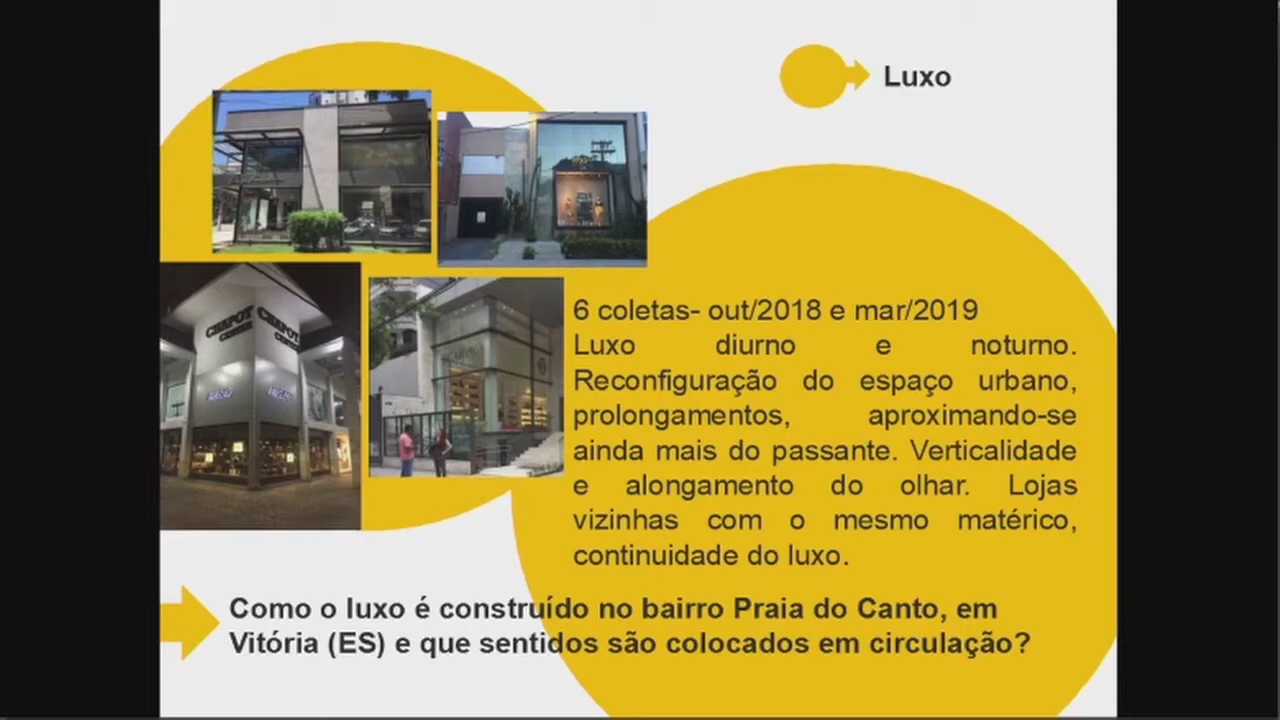 Luxo
6 coletas- out/2018 e mar/2019
Luxo diurno e noturno.
Reconfiguração do espaço urbano,
prolongamentos, aproximando-se
ainda mais do passante. Verticalidade
e alongamento do olhar. Lojas
vizinhas com o mesmo matérico,
continuidade do luxo.
Como o luxo é construído no bairro Praia do Canto, em
Vitória (ES) e que sentidos são colocados em circulação?